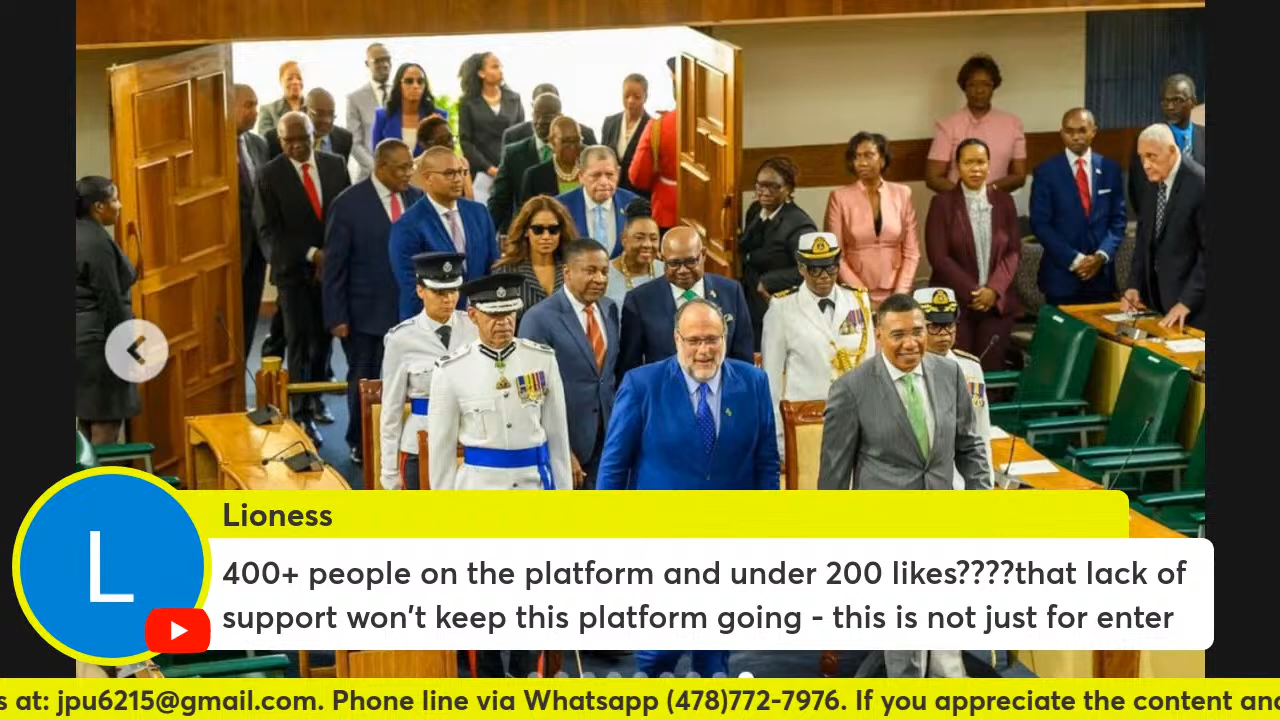 Lioness
L
400+ people on the platform and under 200 likes????that lack of
support won't keep this platform going - this is not just for enter
s at: jpu6215@gmail.com. Phone line via Whatsapp (478)772-7976. If you appreciate the content and